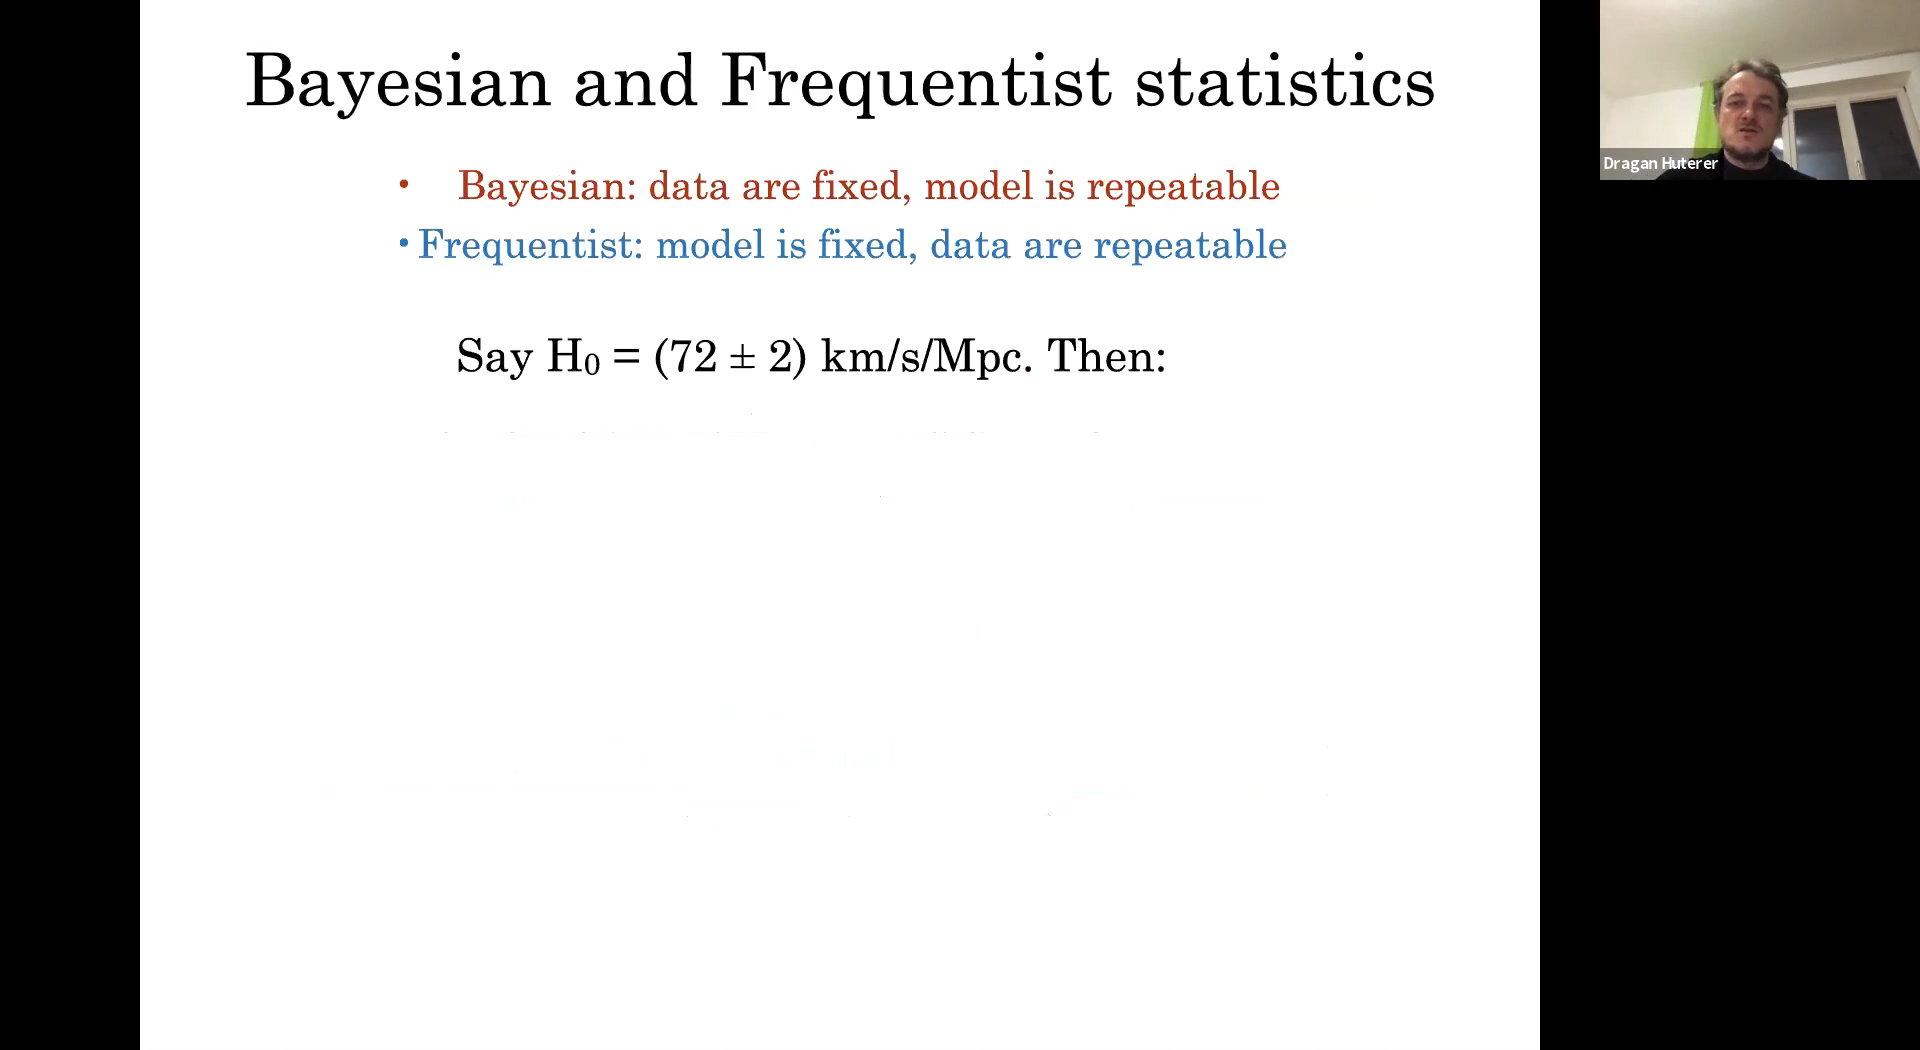 Bayesian and Frequentist statistics
• Bayesian: data are fixed, model is repeatable
• Frequentist: model is fixed, data are repeatable
Say H₀ = (72 ± 2) km/s/Mpc. Then:
Dragan Huterer